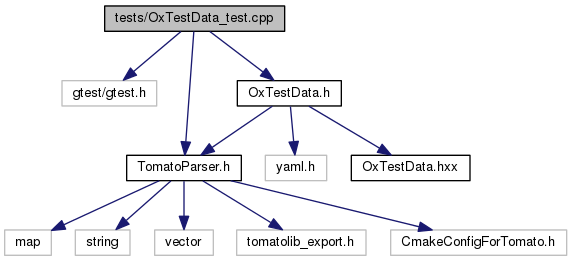 tests/OxTestData_test.cpp
gtest/gtest.h
OxTestData.h
TomatoParser.h
yaml.h
OxTestData.hxx
map
string
vector
tomatolib_export.h
CmakeConfigForTomato.h